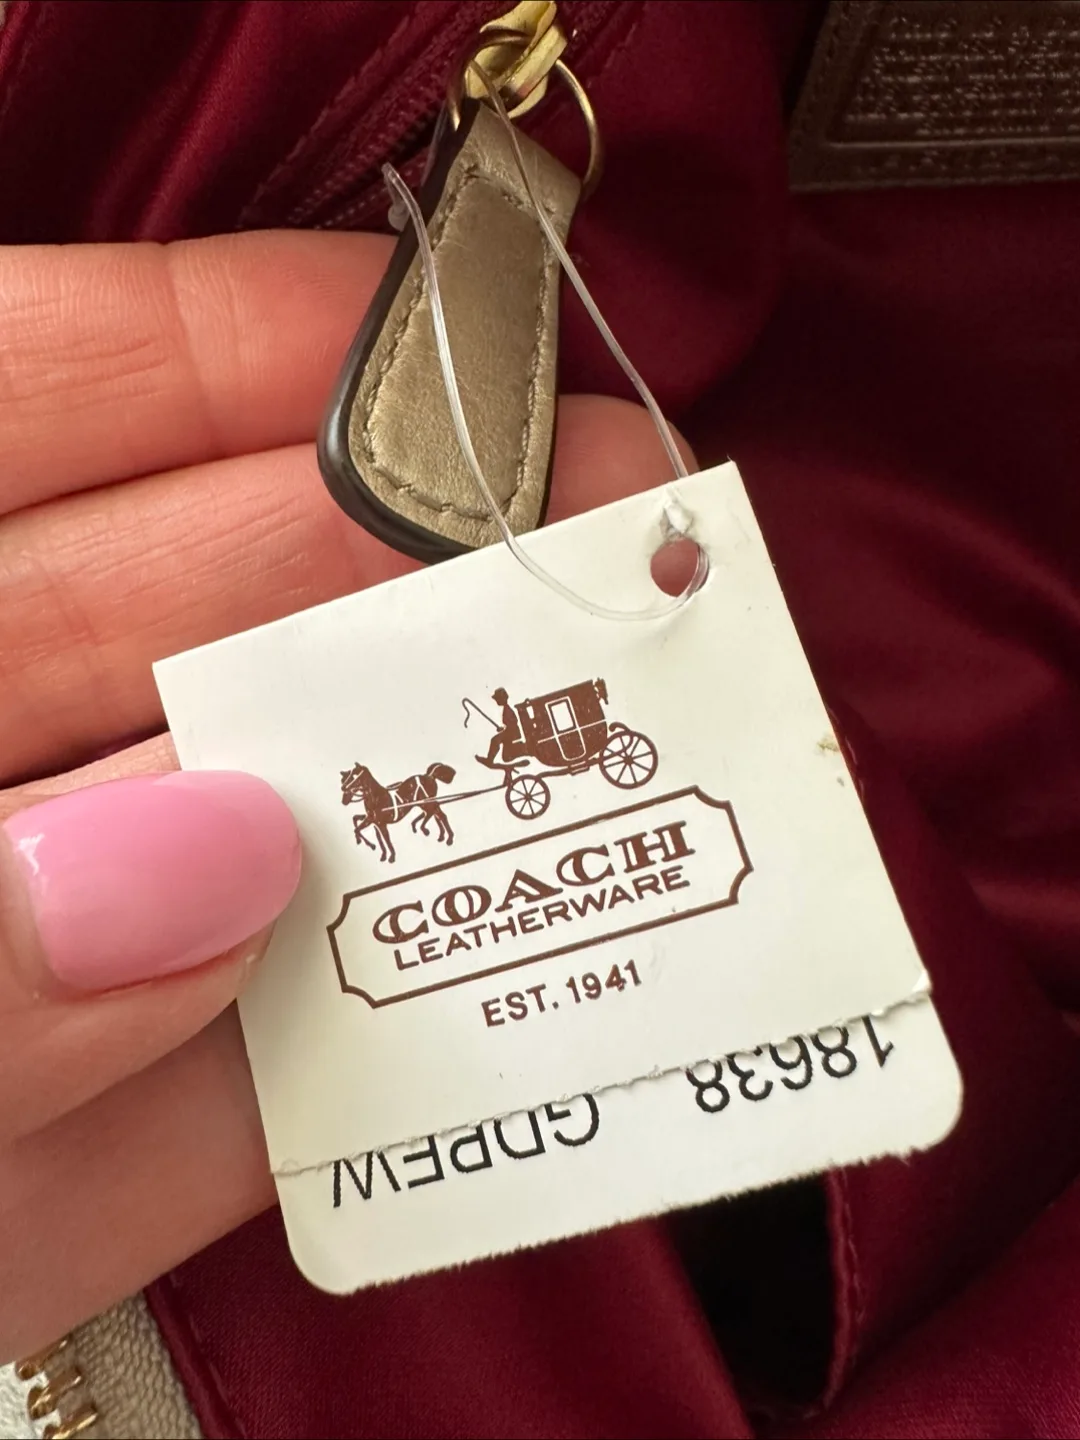 COACH
LEATHERWARE
EST. 1941
18638 GDPEW